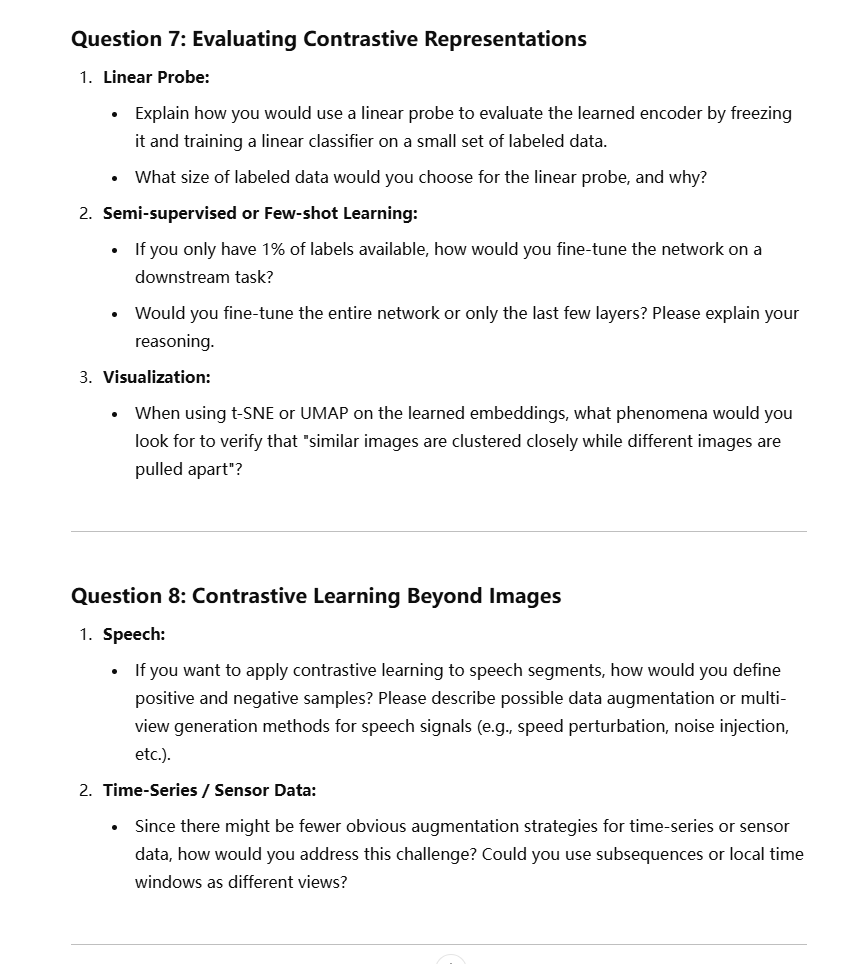 Question 7: Evaluating Contrastive Representations
1. Linear Probe:
• Explain how you would use a linear probe to evaluate the learned encoder by freezing
it and training a linear classifier on a small set of labeled data.
• What size of labeled data would you choose for the linear probe, and why?
2. Semi-supervised or Few-shot Learning:
• If you only have 1% of labels available, how would you fine-tune the network on a
downstream task?
• Would you fine-tune the entire network or only the last few layers? Please explain your
reasoning.
3. Visualization:
• When using t-SNE or UMAP on the learned embeddings, what phenomena would you
look for to verify that "similar images are clustered closely while different images are
pulled apart"?
Question 8: Contrastive Learning Beyond Images
1. Speech:
• If you want to apply contrastive learning to speech segments, how would you define
positive and negative samples? Please describe possible data augmentation or multi-
view generation methods for speech signals (e.g., speed perturbation, noise injection,
etc.).
2. Time-Series / Sensor Data:
• Since there might be fewer obvious augmentation strategies for time-series or sensor
data, how would you address this challenge? Could you use subsequences or local time
windows as different views?